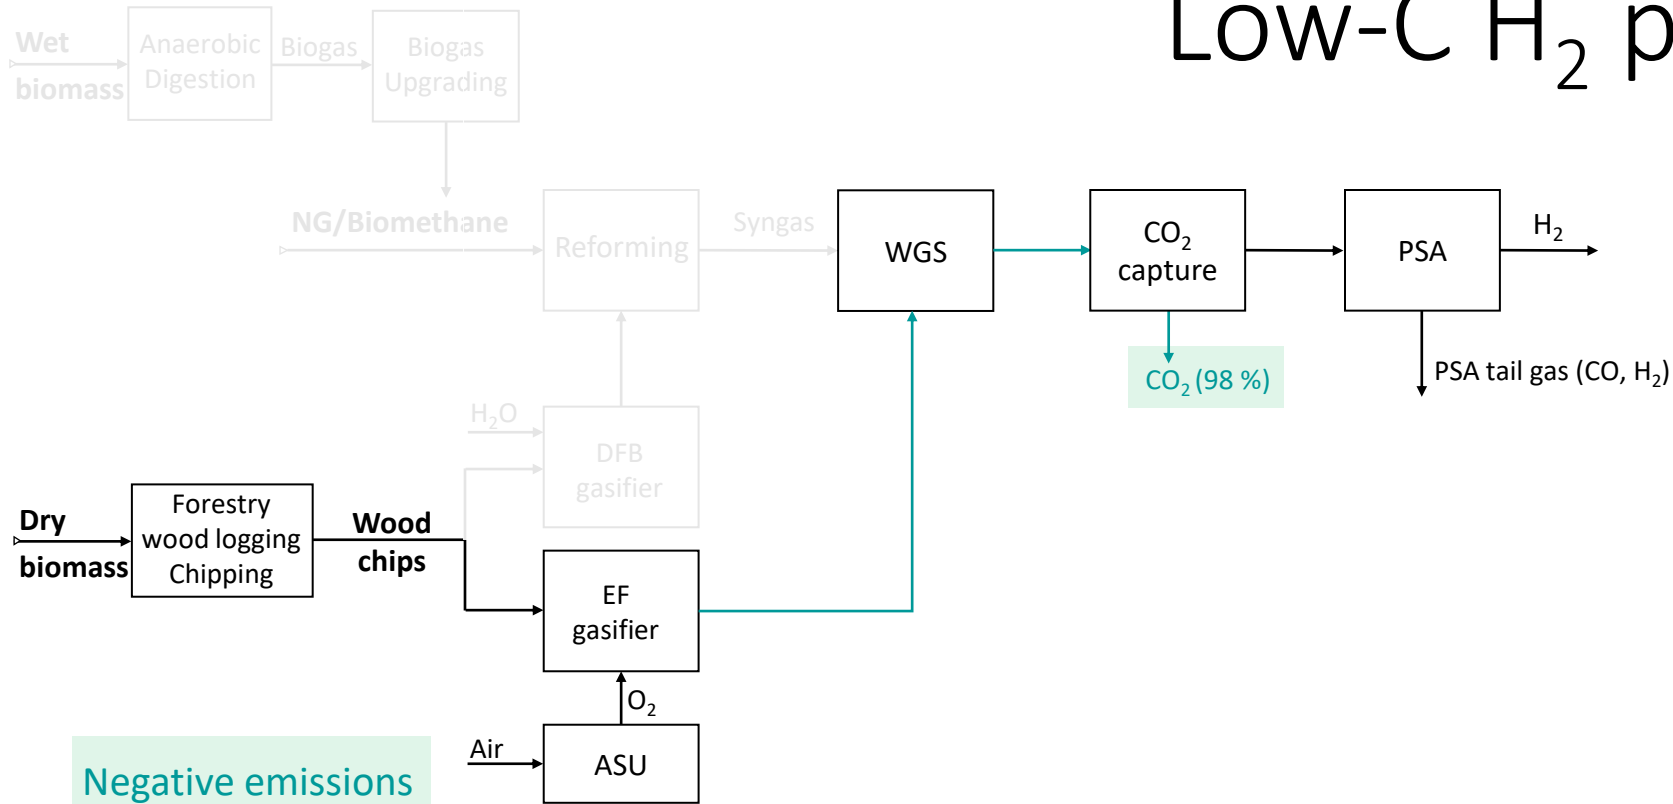 Low-C H₂ p
Wet
biomass
Anaerobic
Digestion
Biogas
Biogas
Upgrading
NG/Biomethane
Reforming
Syngas
WGS
CO₂
capture
PSA
H₂
CO₂ (98 %)
PSA tail gas (CO, H₂)
H₂O
DFB
gasifier
Dry
biomass
Forestry
wood logging
Chipping
Wood
chips
EF
gasifier
O₂
Air
ASU
Negative emissions